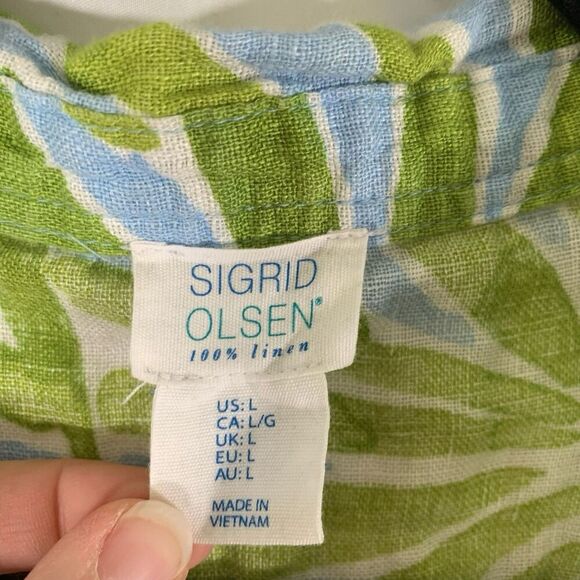 SIGRID
OLSEN®
100% linen
US: L
CA: L/G
UK: L
EU: L
AU: L
MADE IN
VIETNAM